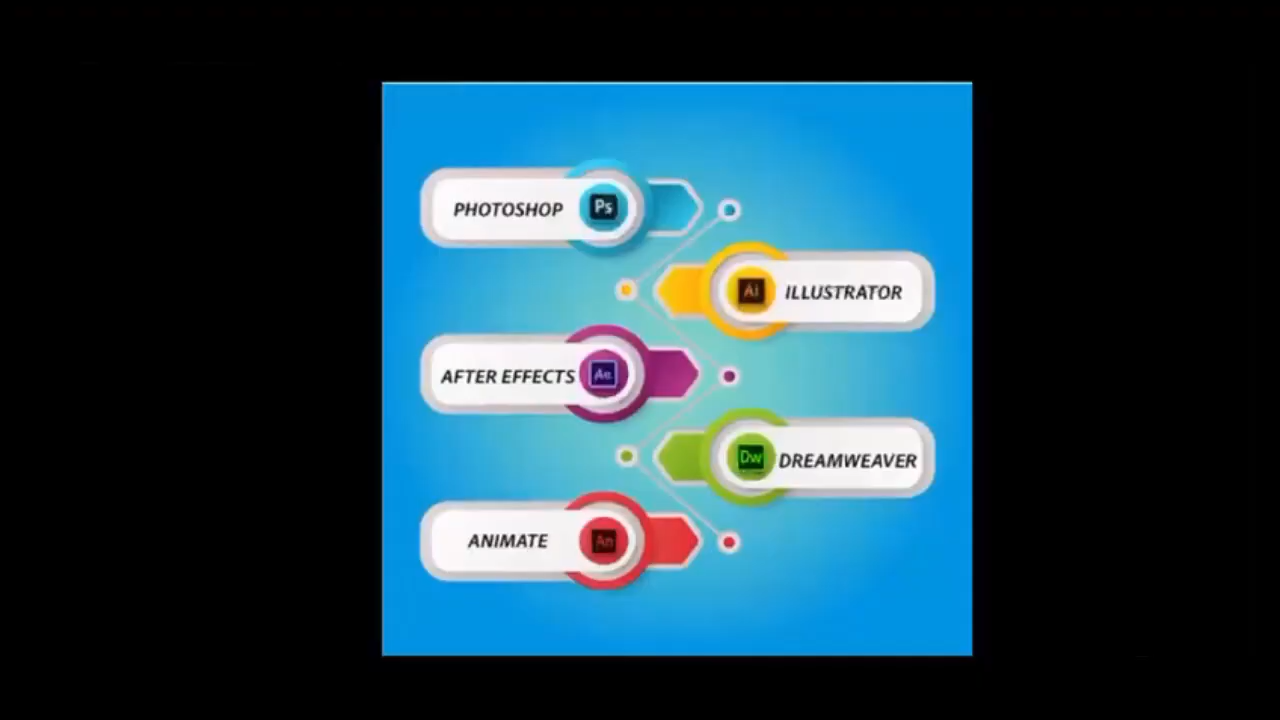 PHOTOSHOP Ps
Ai ILLUSTRATOR
AFTER EFFECTS Ae
Dw DREAMWEAVER
ANIMATE An